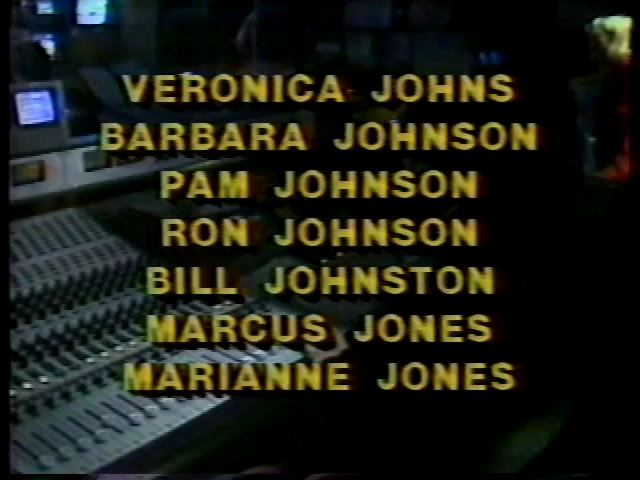 VERONICA JOHNS
BARBARA JOHNSON
PAM JOHNSON
RON JOHNSON
BILL JOHNSTON
MARCUS JONES
MARIANNE JONES